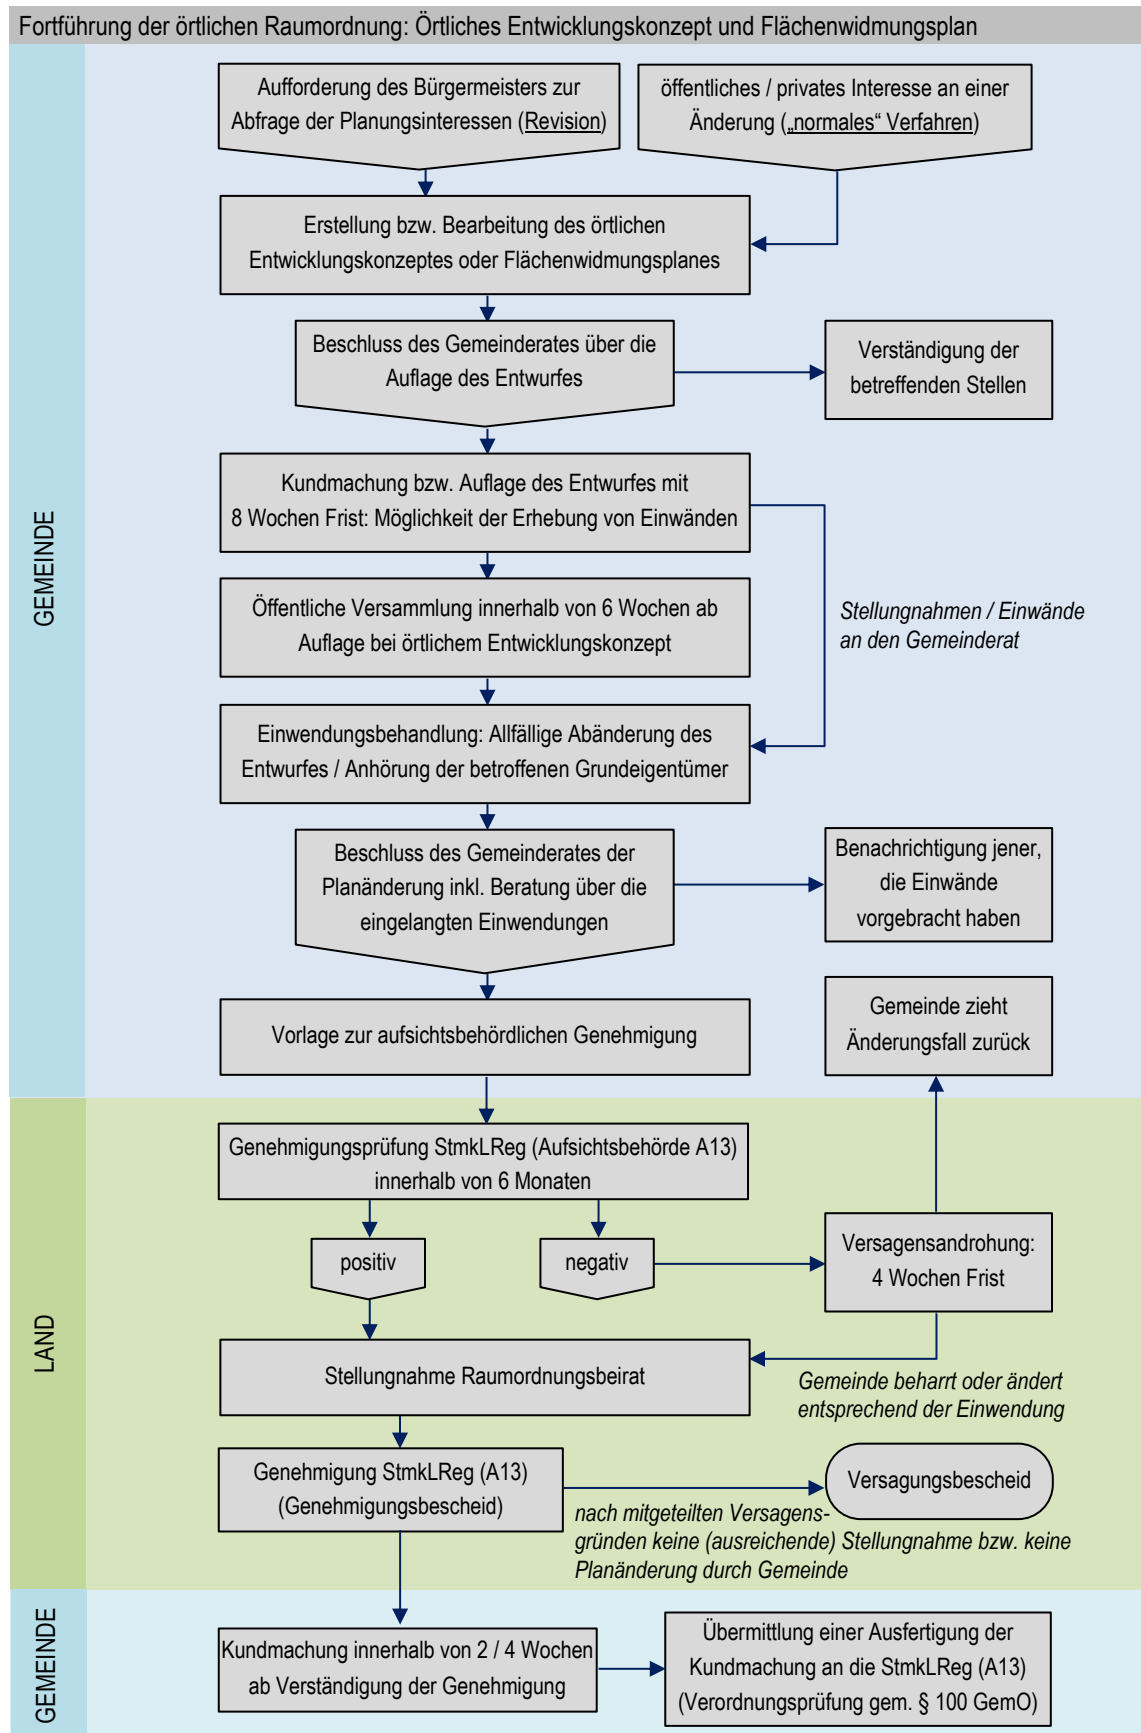 Fortführung der örtlichen Raumordnung: Örtliches Entwicklungskonzept und Flächenwidmungsplan
GEMEINDE
Aufforderung des Bürgermeisters zur
Abfrage der Planungsinteressen (Revision)
öffentliches / privates Interesse an einer
Änderung („normales“ Verfahren)
Erstellung bzw. Bearbeitung des örtlichen
Entwicklungskonzeptes oder Flächenwidmungsplanes
Beschluss des Gemeinderates über die
Auflage des Entwurfes
Verständigung der
betreffenden Stellen
Kundmachung bzw. Auflage des Entwurfes mit
8 Wochen Frist: Möglichkeit der Erhebung von Einwänden
Öffentliche Versammlung innerhalb von 6 Wochen ab
Auflage bei örtlichem Entwicklungskonzept
Stellungnahmen / Einwände
an den Gemeinderat
Einwendungsbehandlung: Allfällige Abänderung des
Entwurfes / Anhörung der betroffenen Grundeigentümer
Beschluss des Gemeinderates der
Planänderung inkl. Beratung über die
eingelangten Einwendungen
Benachrichtigung jener,
die Einwände
vorgebracht haben
Vorlage zur aufsichtsbehördlichen Genehmigung
Gemeinde zieht
Änderungsfall zurück
LAND
Genehmigungsprüfung StmkLReg (Aufsichtsbehörde A13)
innerhalb von 6 Monaten
positiv
negativ
Versagensandrohung:
4 Wochen Frist
Stellungnahme Raumordnungsbeirat
Gemeinde beharrt oder ändert
entsprechend der Einwendung
Genehmigung StmkLReg (A13)
(Genehmigungsbescheid)
Versagungsbescheid
nach mitgeteilten Versagens-
gründen keine (ausreichende) Stellungnahme bzw. keine
Planänderung durch Gemeinde
GEMEINDE
Kundmachung innerhalb von 2 / 4 Wochen
ab Verständigung der Genehmigung
Übermittlung einer Ausfertigung der
Kundmachung an die StmkLReg (A13)
(Verordnungsprüfung gem. § 100 GemO)